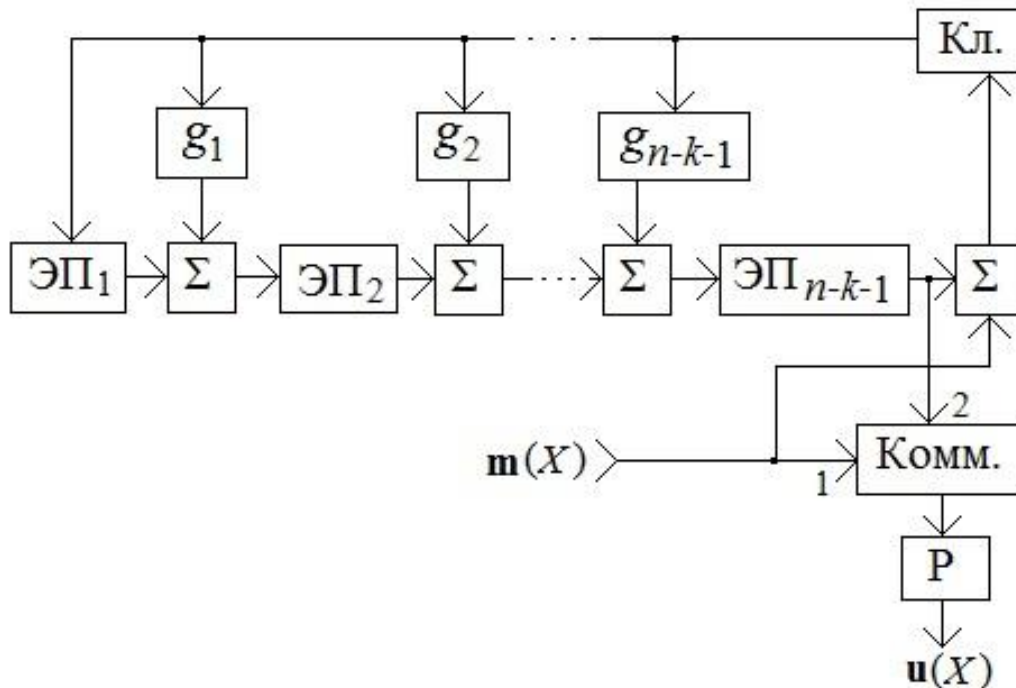 Кл.
g1 g2 gn-k-1
ЭП1 Σ ЭП2 Σ Σ ЭПn-k-1 Σ
2
m(X) 1 Комм.
P
u(X)